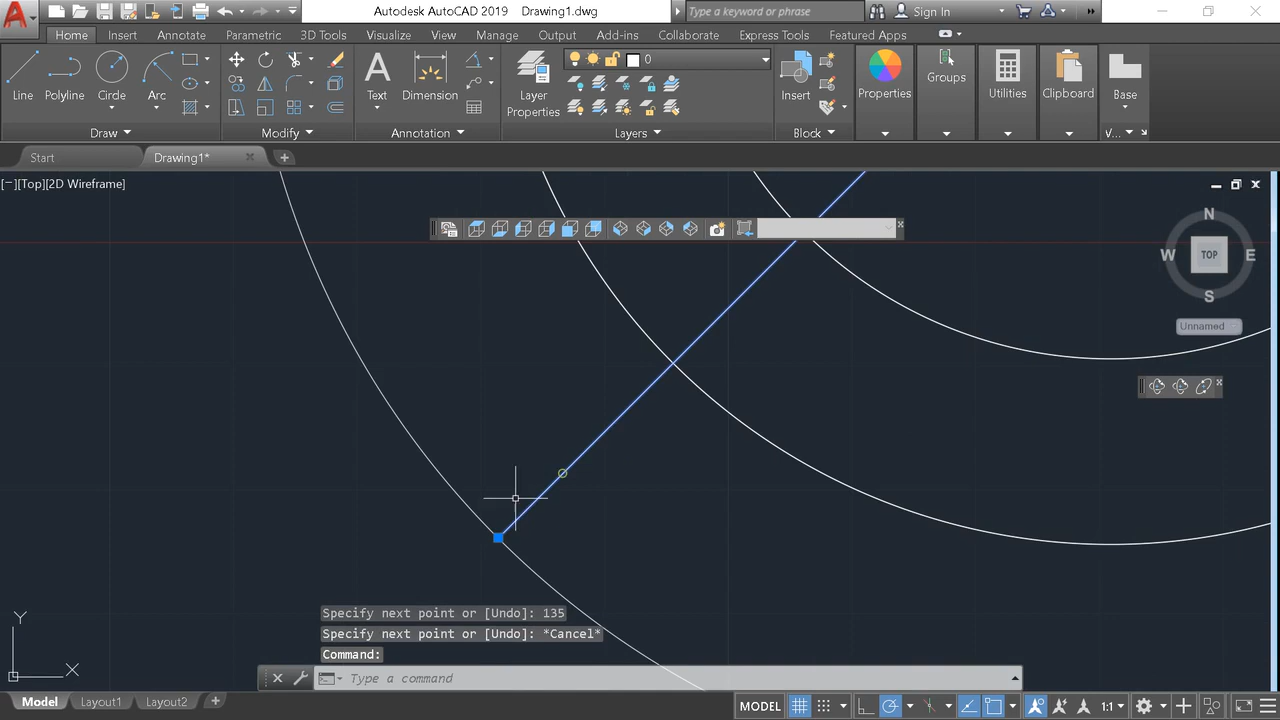 Autodesk AutoCAD 2019 Drawing1.dwg
Type a keyword or phrase
Sign In
Home Insert Annotate Parametric 3D Tools Visualize View Manage Output Add-ins Collaborate Express Tools Featured Apps
Line Polyline Circle Arc
Draw
Modify
Text Dimension
Annotation
Layer
Properties
0
Layers
Insert
Block
Properties
Groups
Utilities
Clipboard
Base
V...
Start
Drawing1*
[−][Top][2D Wireframe]
N
W TOP E
S
Unnamed
Specify next point or [Undo]: 135
Specify next point or [Undo]: *Cancel*
Command:
Type a command
Y
X
Model Layout1 Layout2
MODEL
1:1